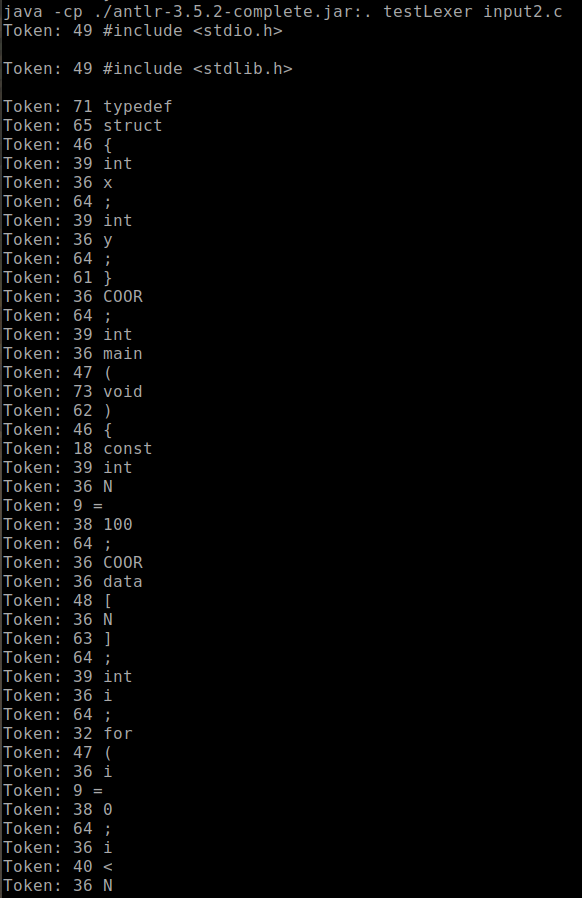 java -cp ./antlr-3.5.2-complete.jar:. testLexer input2.c
Token: 49 #include <stdio.h>
Token: 49 #include <stdlib.h>
Token: 71 typedef
Token: 65 struct
Token: 46 {
Token: 39 int
Token: 36 x
Token: 64 ;
Token: 39 int
Token: 36 y
Token: 64 ;
Token: 61 }
Token: 36 COOR
Token: 64 ;
Token: 39 int
Token: 36 main
Token: 47 (
Token: 73 void
Token: 62 )
Token: 46 {
Token: 18 const
Token: 39 int
Token: 36 N
Token: 9 =
Token: 38 100
Token: 64 ;
Token: 36 COOR
Token: 36 data
Token: 48 [
Token: 36 N
Token: 63 ]
Token: 64 ;
Token: 39 int
Token: 36 i
Token: 64 ;
Token: 32 for
Token: 47 (
Token: 36 i
Token: 9 =
Token: 38 0
Token: 64 ;
Token: 36 i
Token: 40 <
Token: 36 N